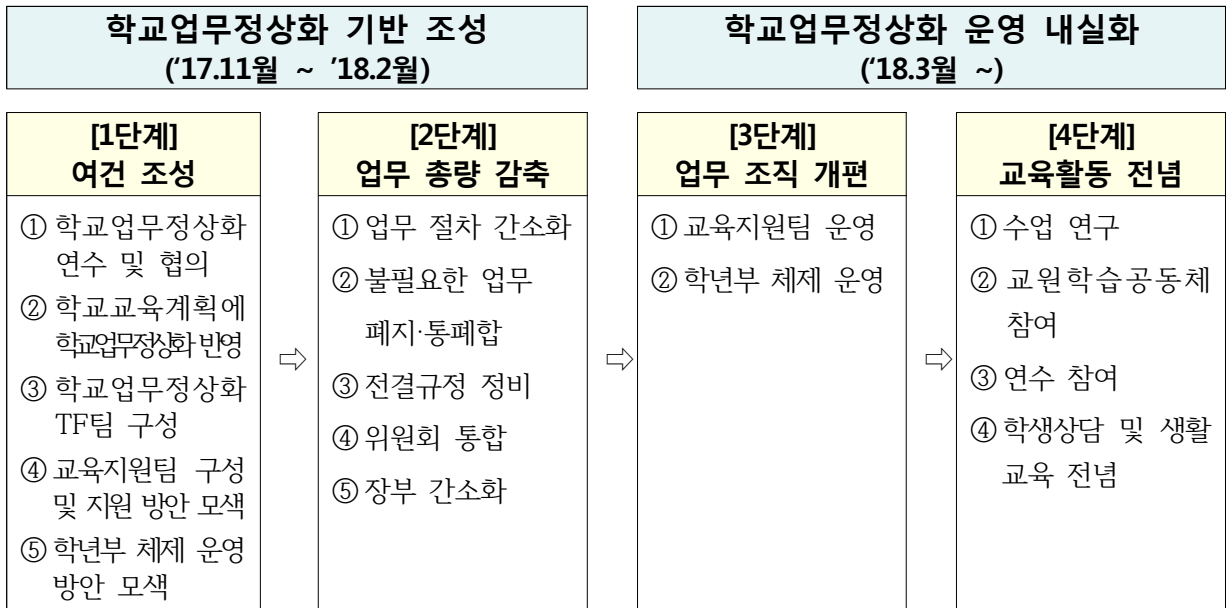 학교업무정상화 기반 조성
(‘17.11월 ~ ’18.2월)
학교업무정상화 운영 내실화
(‘18.3월 ~)
[1단계]
여건 조성
① 학교업무정상화
연수 및 협의
② 학교교육계획에
학교업무정상화 반영
③ 학교업무정상화
TF팀 구성
④ 교육지원팀 구성
및 지원 방안 모색
⑤ 학년부 체제 운영
방안 모색
⇨
[2단계]
업무 총량 감축
① 업무 절차 간소화
② 불필요한 업무
폐지·통폐합
③ 전결규정 정비
④ 위원회 통합
⑤ 장부 간소화
⇨
[3단계]
업무 조직 개편
① 교육지원팀 운영
② 학년부 체제 운영
⇨
[4단계]
교육활동 전념
① 수업 연구
② 교원학습공동체
참여
③ 연수 참여
④ 학생상담 및 생활
교육 전념